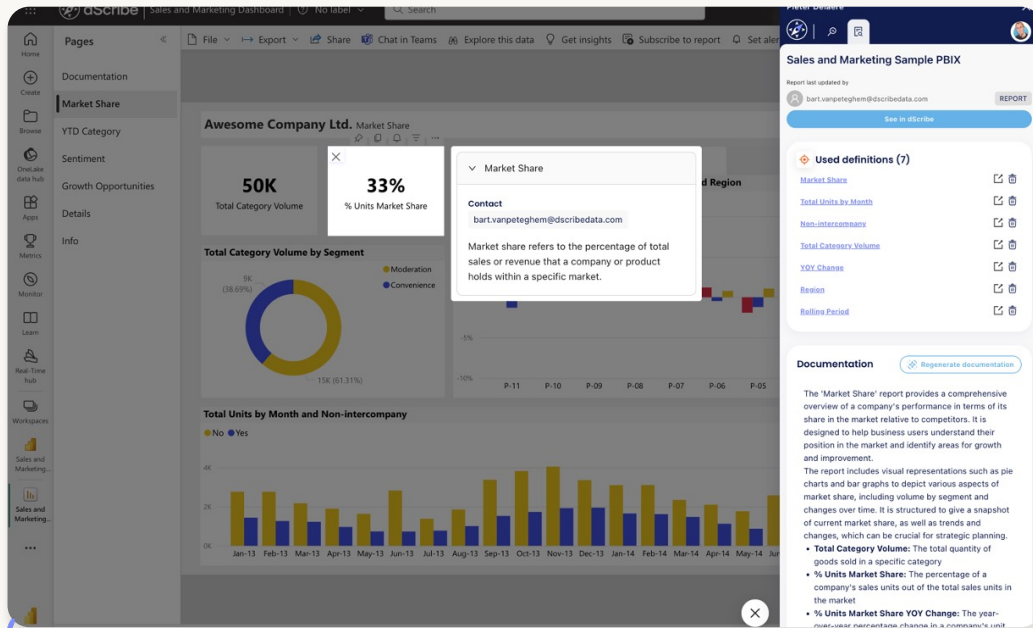 dScribe Sales and Marketing Dashboard No label Search
Pieter Delaere
Home
Create
Browse
OneLake
data hub
Apps
Metrics
Monitor
Learn
Real-Time
hub
Workspaces
Sales and
Marketing...
Sales and
Marketing...
Pages
Documentation
Market Share
YTD Category
Sentiment
Growth Opportunities
Details
Info
File Export Share Chat in Teams Explore this data Get insights Subscribe to report Set aler
Awesome Company Ltd. Market Share
50K
Total Category Volume
33%
% Units Market Share
Market Share
Contact
bart.vanpeteghem@dscribedata.com
Market share refers to the percentage of total
sales or revenue that a company or product
holds within a specific market.
d Region
Total Category Volume by Segment
Moderation
Convenience
9K
(38.69%)
15K (61.31%)
-5%
-10%
P-11 P-10 P-09 P-08 P-07 P-06 P-05
Total Units by Month and Non-intercompany
No Yes
4K
2K
0K
Jan-13 Feb-13 Mar-13 Apr-13 May-13 Jun-13 Jul-13 Aug-13 Sep-13 Oct-13 Nov-13 Dec-13 Jan-14 Feb-14 Mar-14 Apr-14 May-14 Jun
Sales and Marketing Sample PBIX
Report last updated by
bart.vanpeteghem@dscribedata.com REPORT
See in dScribe
Used definitions (7)
Market Share
Total Units by Month
Non-intercompany
Total Category Volume
YOY Change
Region
Rolling Period
Documentation Regenerate documentation
The 'Market Share' report provides a comprehensive
overview of a company's performance in terms of its
share in the market relative to competitors. It is
designed to help business users understand their
position in the market and identify areas for growth
and improvement.
The report includes visual representations such as pie
charts and bar graphs to depict various aspects of
market share, including volume by segment and
changes over time. It is structured to give a snapshot
of current market share, as well as trends and
changes, which can be crucial for strategic planning.
• Total Category Volume: The total quantity of
goods sold in a specific category
• % Units Market Share: The percentage of a
company's sales units out of the total sales units in
the market
• % Units Market Share YOY Change: The year-
over-year percentage change in a company's unit